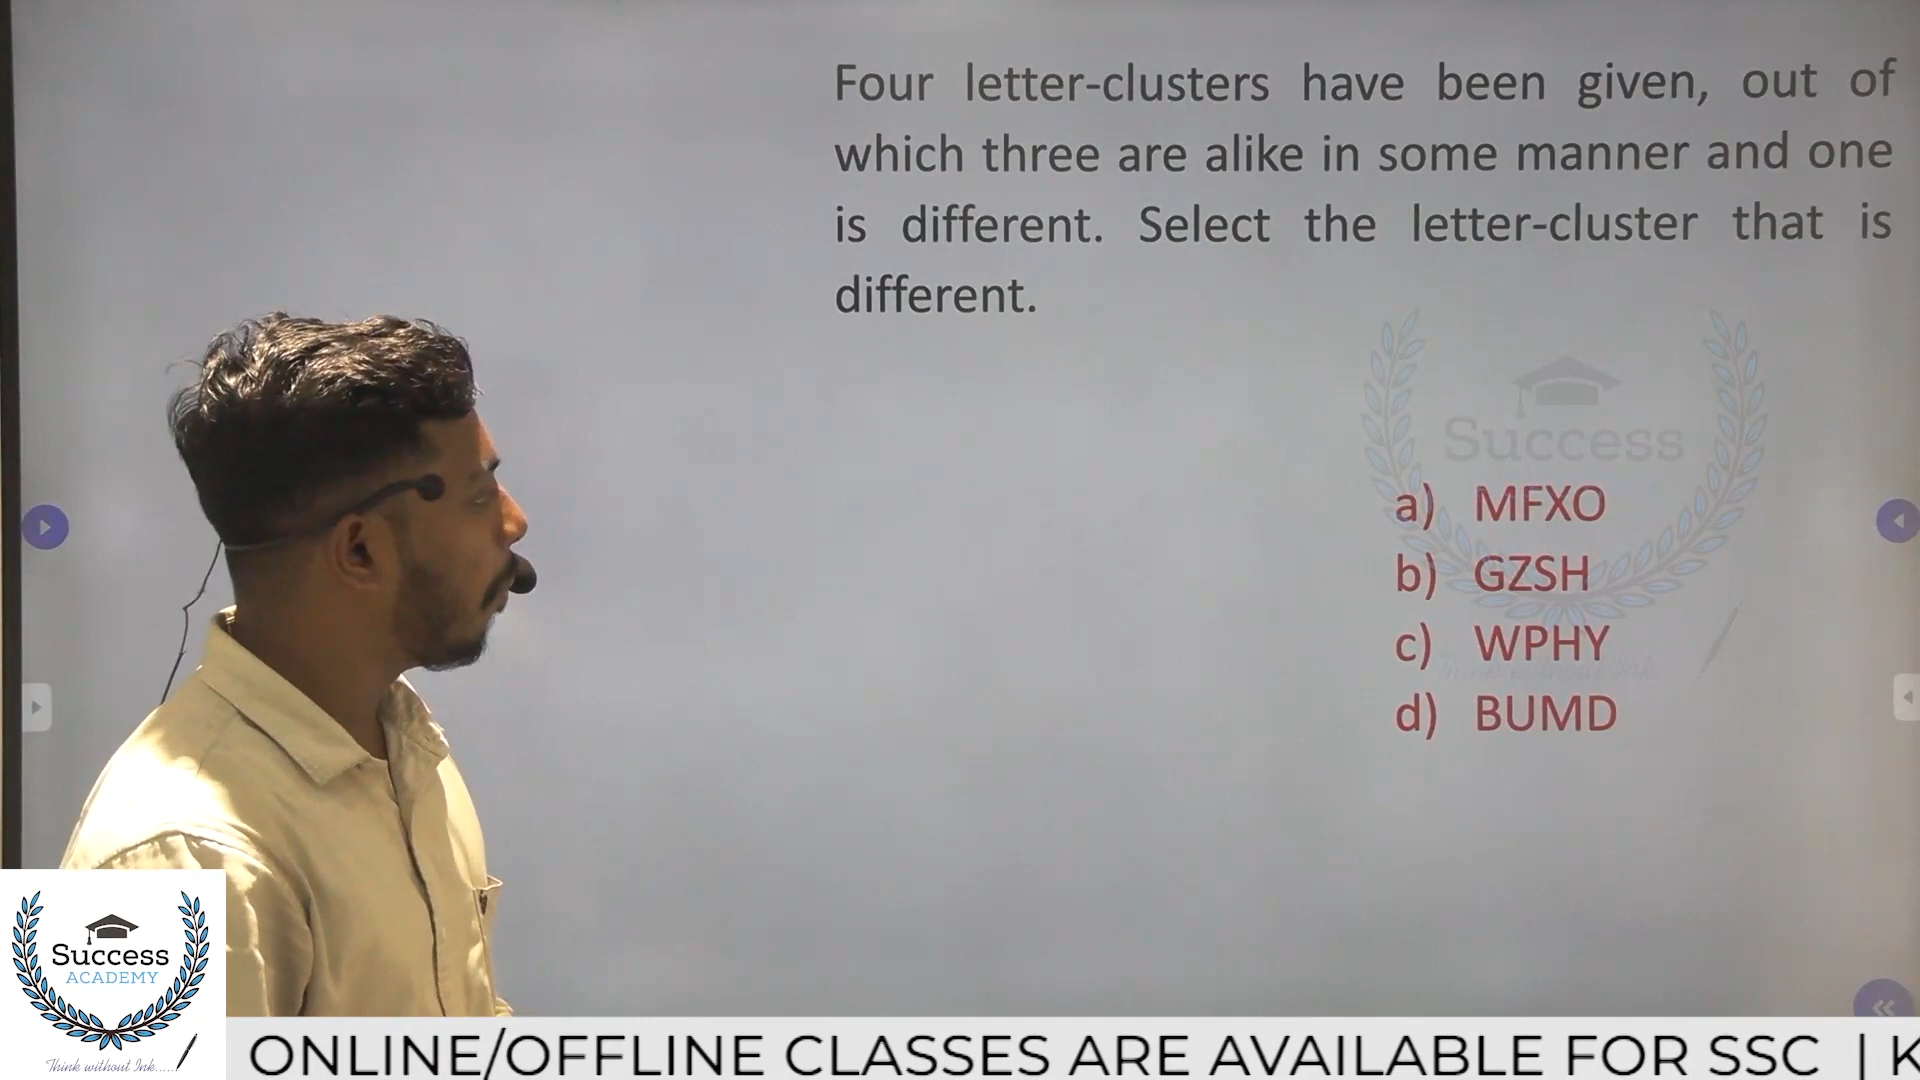 Four letter-clusters have been given, out of
which three are alike in some manner and one
is different. Select the letter-cluster that is
different.
Success
a) MFXO
b) GZSH
c) WPHY
d) BUMD
Success
ACADEMY
Think without Ink.....
ONLINE/OFFLINE CLASSES ARE AVAILABLE FOR SSC | K